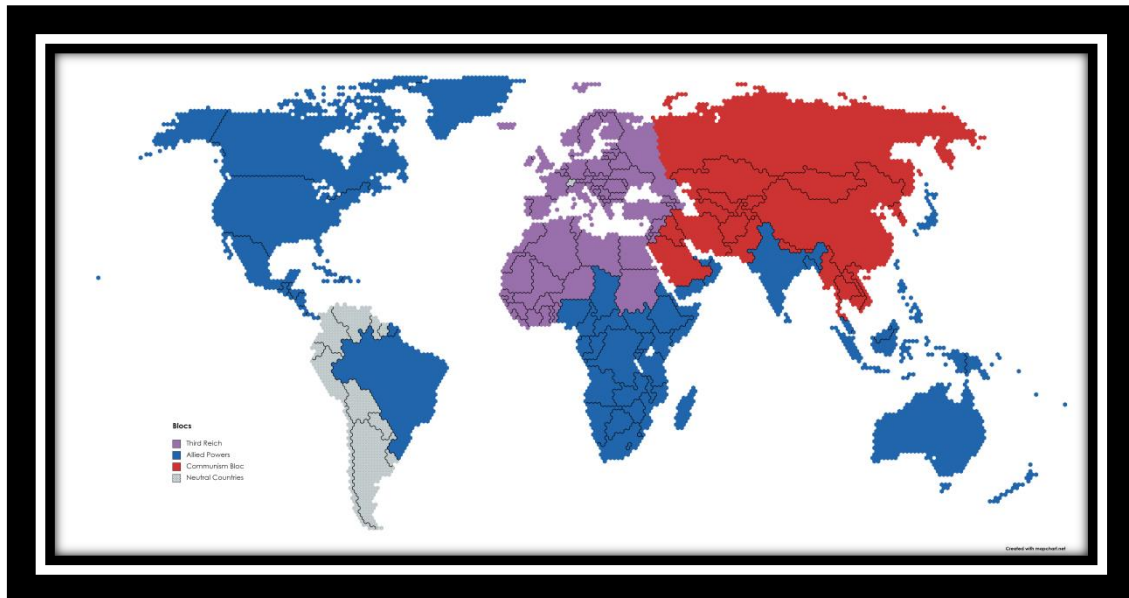 Blocs
Third Reich
Allied Powers
Communism Bloc
Neutral Countries
Created with mapchart.net